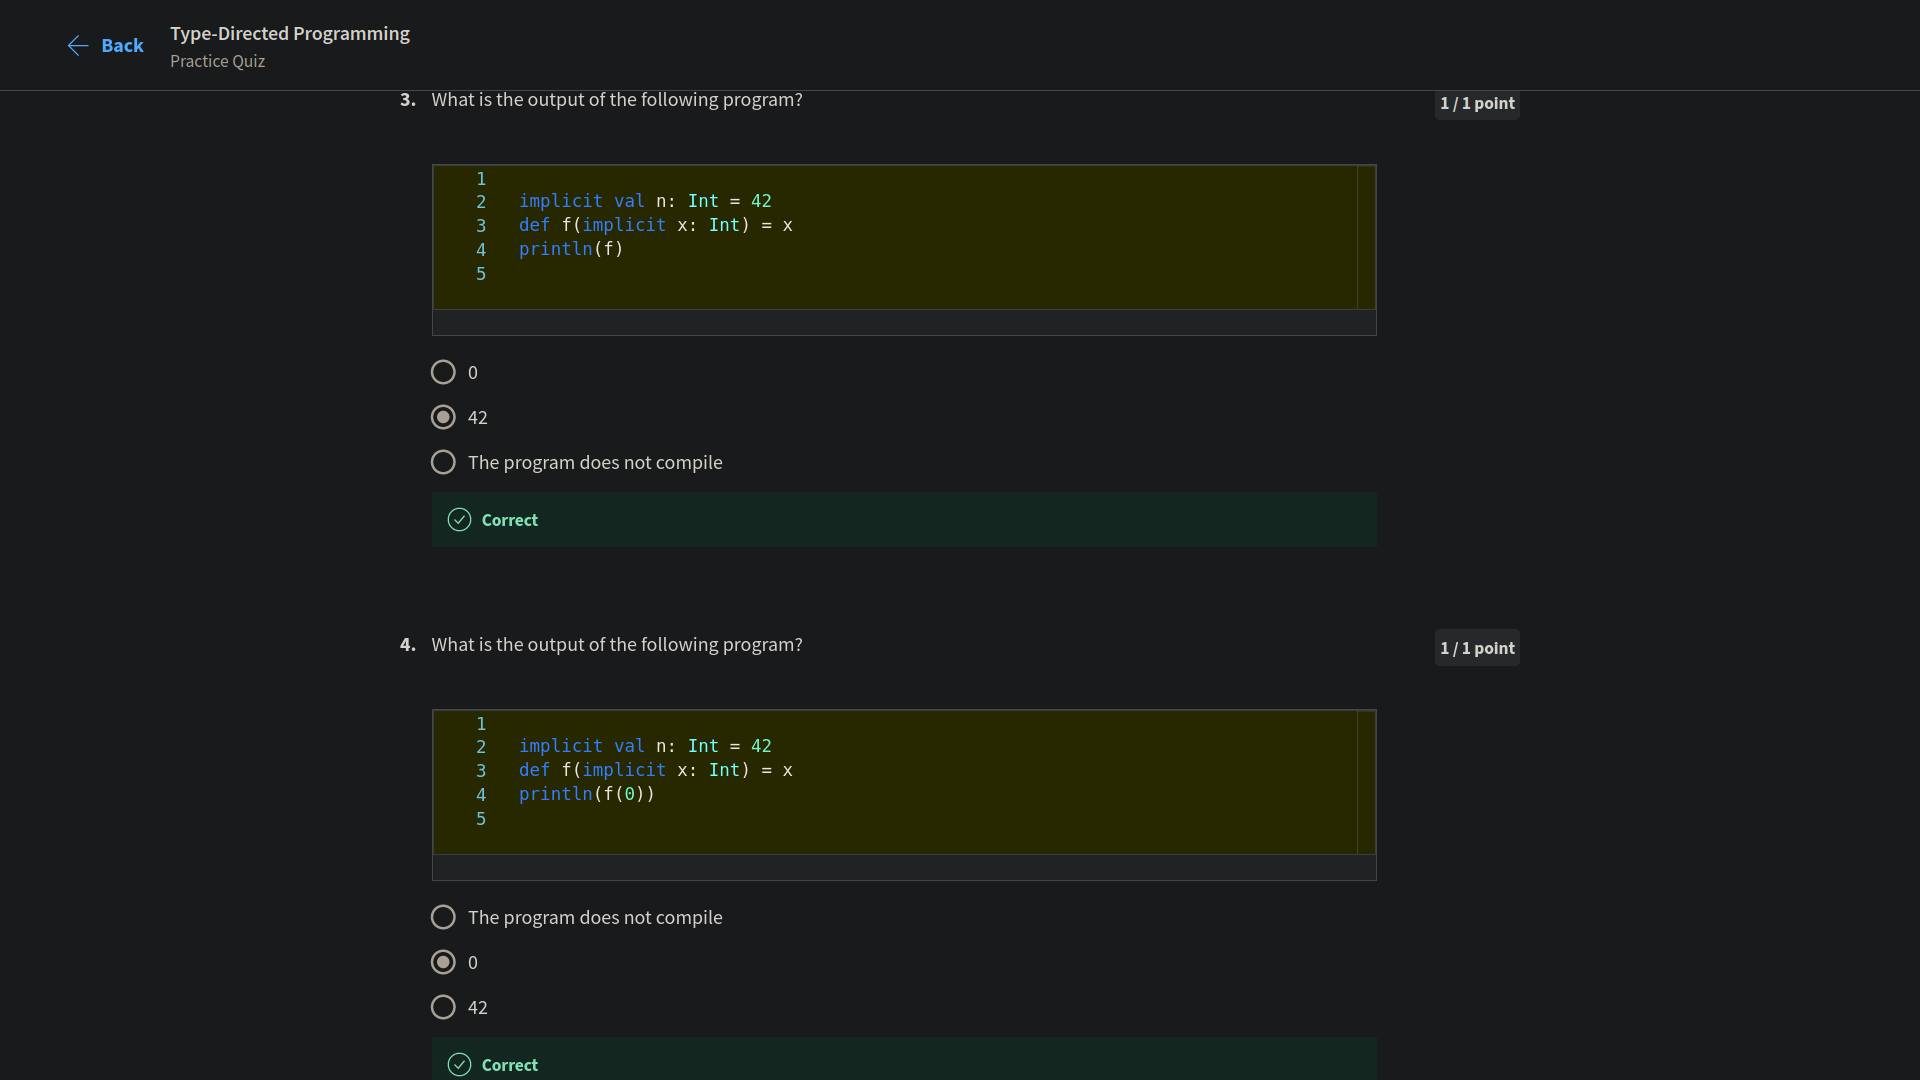 Back
Type-Directed Programming
Practice Quiz
3. What is the output of the following program?
1 / 1 point
1
2 implicit val n: Int = 42
3 def f(implicit x: Int) = x
4 println(f)
5
0
42
The program does not compile
Correct
4. What is the output of the following program?
1 / 1 point
1
2 implicit val n: Int = 42
3 def f(implicit x: Int) = x
4 println(f(0))
5
The program does not compile
0
42
Correct